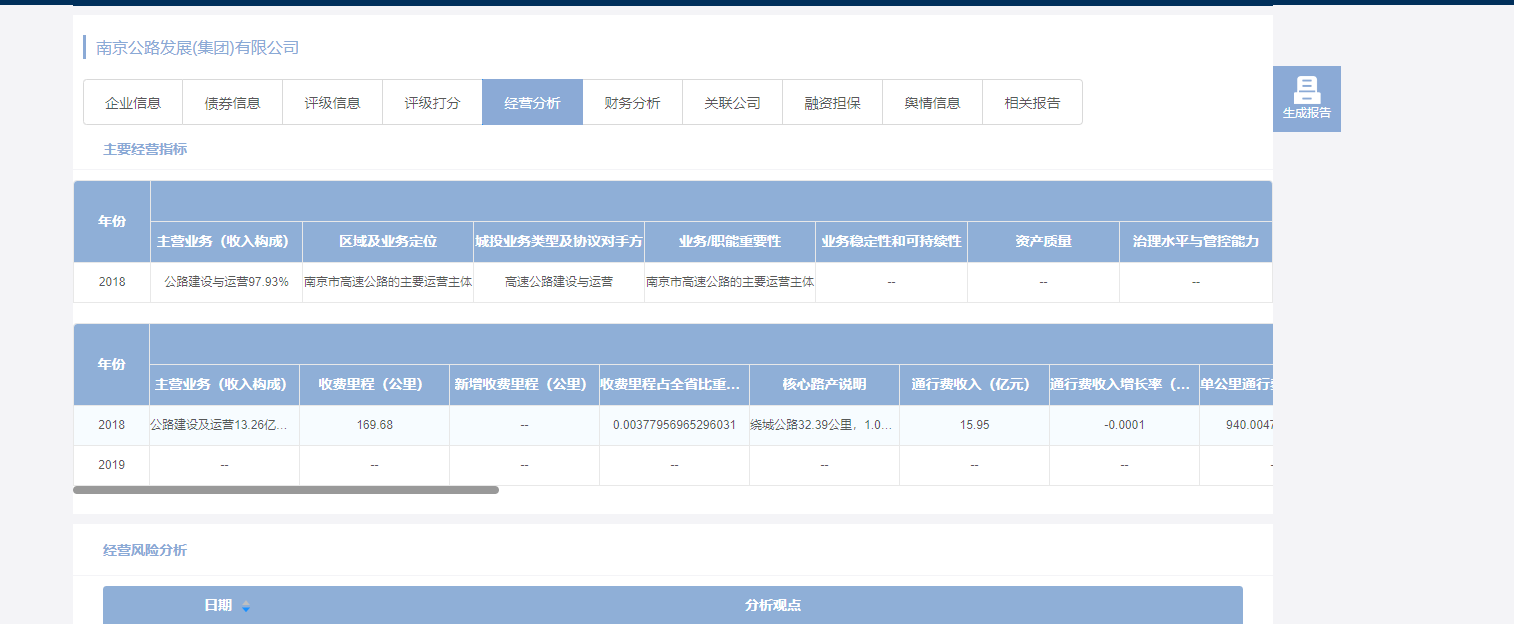 南京公路发展(集团)有限公司
企业信息 债券信息 评级信息 评级打分 经营分析 财务分析 关联公司 融资担保 舆情信息 相关报告
生成报告
主要经营指标
年份
主营业务（收入构成） 区域及业务定位 城投业务类型及协议对手方 业务/职能重要性 业务稳定性和可持续性 资产质量 治理水平与管控能力
2018 公路建设与运营97.93% 南京市高速公路的主要运营主体 高速公路建设与运营 南京市高速公路的主要运营主体 -- -- --
年份
主营业务（收入构成） 收费里程（公里） 新增收费里程（公里） 收费里程占全省比重... 核心路产说明 通行费收入（亿元） 通行费收入增长率（... 单公里通行
2018 公路建设及运营13.26亿... 169.68 -- 0.00377956965296031 绕城公路32.39公里，1.0... 15.95 -0.0001 940.0047
2019 -- -- -- -- -- -- --
经营风险分析
日期 分析观点